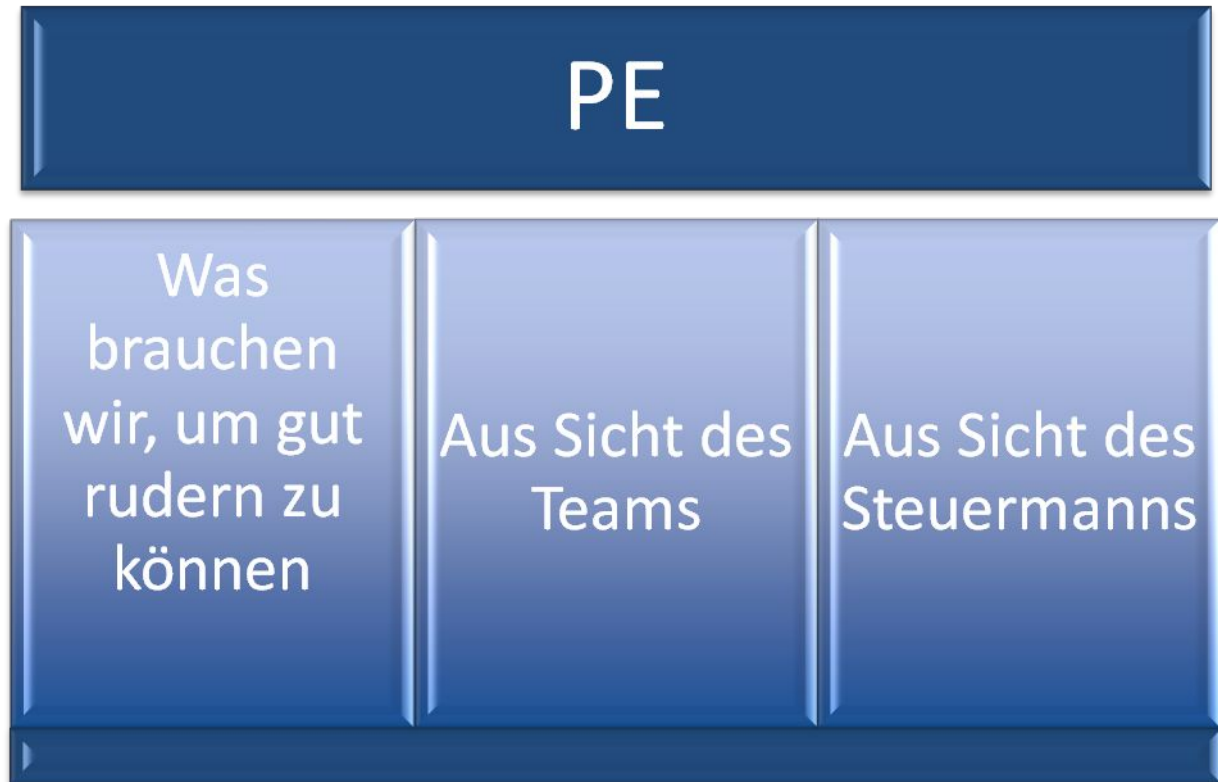 PE
Was
brauchen
wir, um gut
rudern zu
können
Aus Sicht des
Teams
Aus Sicht des
Steuermanns